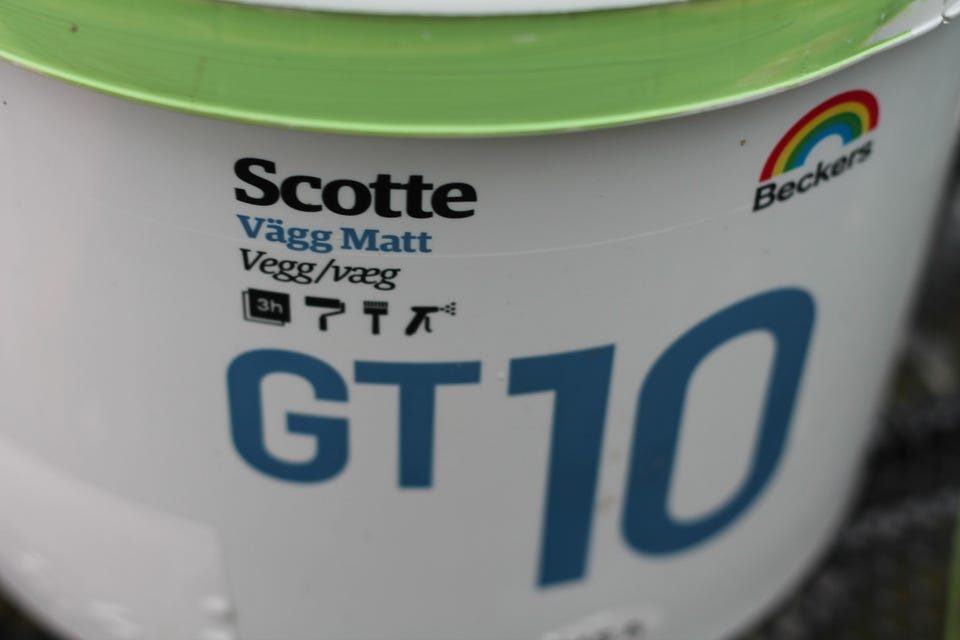 Scotte
Vägg Matt
Vegg/væg
3h
GT10
Beckers